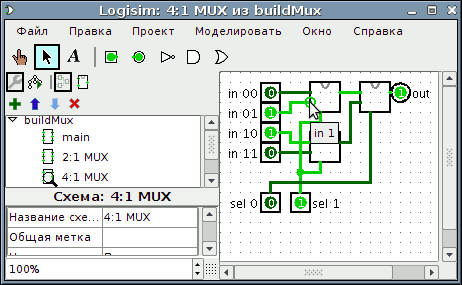 Logisim: 4:1 MUX из buildMux
Файл Правка Проект Моделировать Окно Справка
A
buildMux
main
2:1 MUX
4:1 MUX
Схема: 4:1 MUX
Название схе... 4:1 MUX
Общая метка
100%
in 00 0
in 01 1
in 10 1
in 11 0
1 out
in 1
sel 0 0
1 sel 1